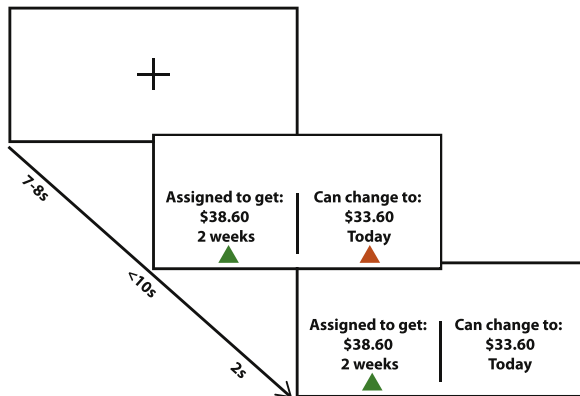 7-8s
Assigned to get:
$38.60
2 weeks
Can change to:
$33.60
Today
<10s
Assigned to get:
$38.60
2 weeks
Can change to:
$33.60
Today
2s